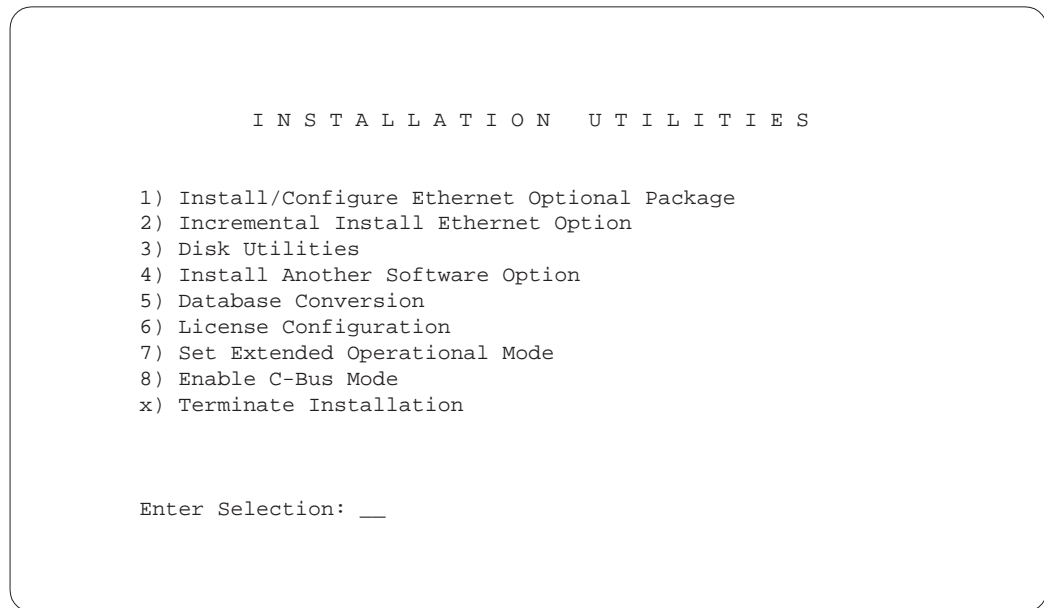 I N S T A L L A T I O N   U T I L I T I E S
1) Install/Configure Ethernet Optional Package
2) Incremental Install Ethernet Option
3) Disk Utilities
4) Install Another Software Option
5) Database Conversion
6) License Configuration
7) Set Extended Operational Mode
8) Enable C-Bus Mode
x) Terminate Installation
Enter Selection: __